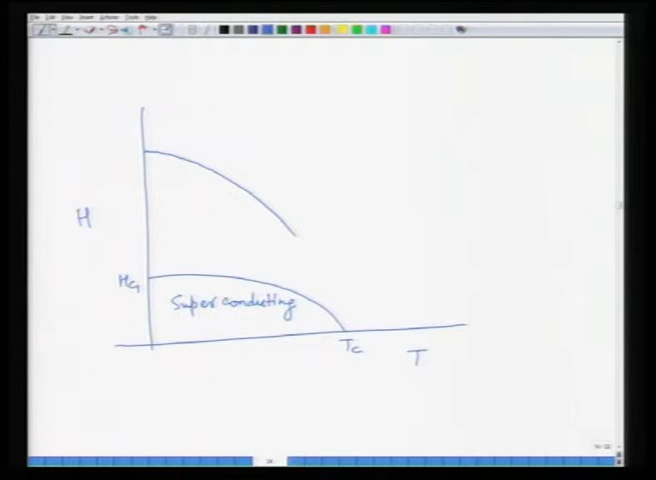 H
Hc₁
Superconducting
Tc
T